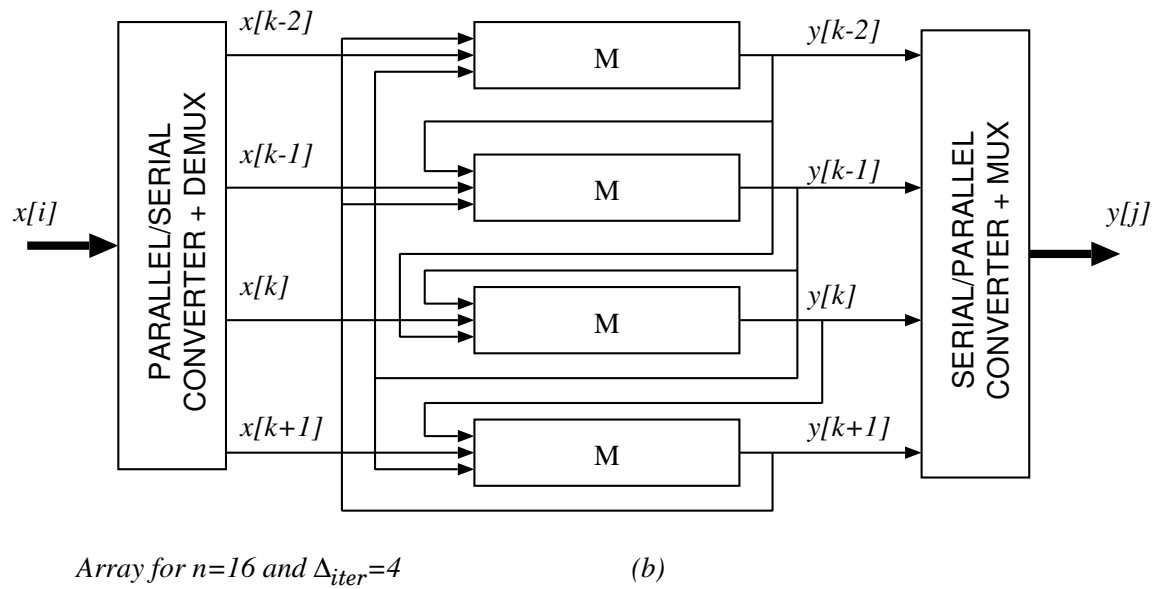 x[k-2]
M
y[k-2]
x[k-1]
M
y[k-1]
x[i]
PARALLEL/SERIAL
CONVERTER + DEMUX
SERIAL/PARALLEL
CONVERTER + MUX
y[j]
x[k]
M
y[k]
x[k+1]
M
y[k+1]
Array for n=16 and Δiter=4
(b)